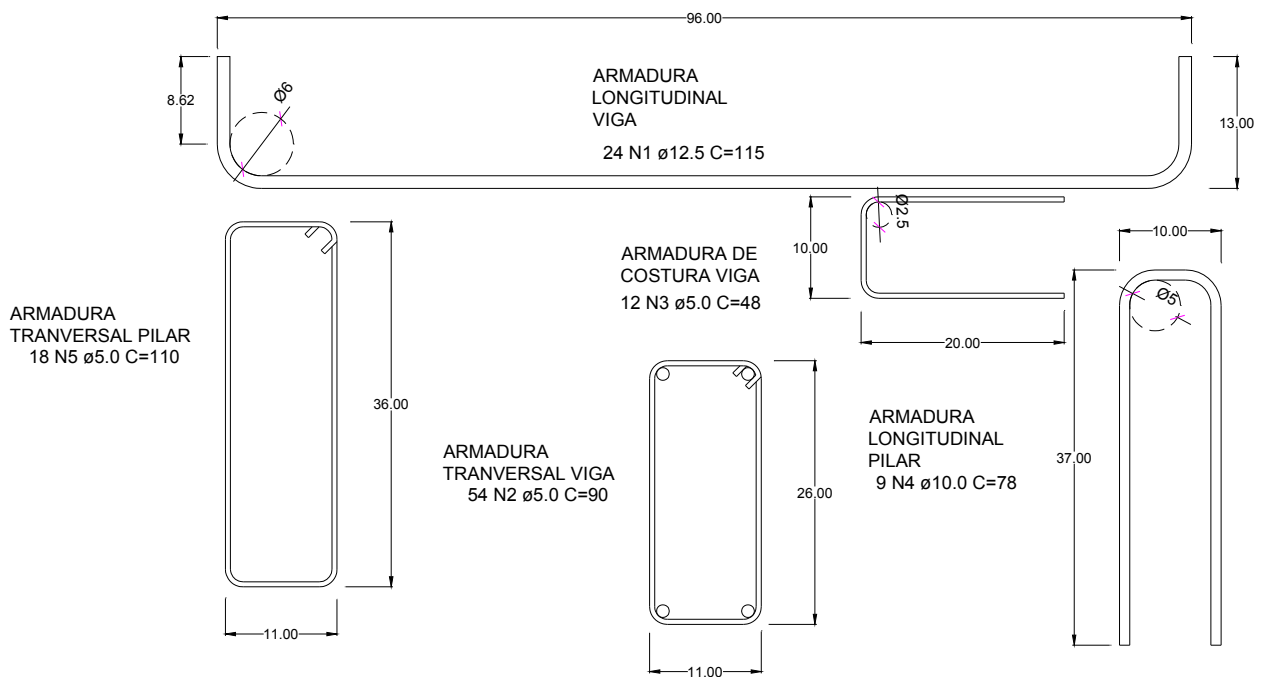 96.00
8.62
Ø6
ARMADURA
LONGITUDINAL
VIGA
24 N1 ø12.5 C=115
13.00
ARMADURA DE
COSTURA VIGA
12 N3 ø5.0 C=48
10.00
Ø2.5
20.00
10.00
Ø5
37.00
ARMADURA
TRANVERSAL PILAR
18 N5 ø5.0 C=110
36.00
11.00
ARMADURA
TRANVERSAL VIGA
54 N2 ø5.0 C=90
26.00
11.00
ARMADURA
LONGITUDINAL
PILAR
9 N4 ø10.0 C=78